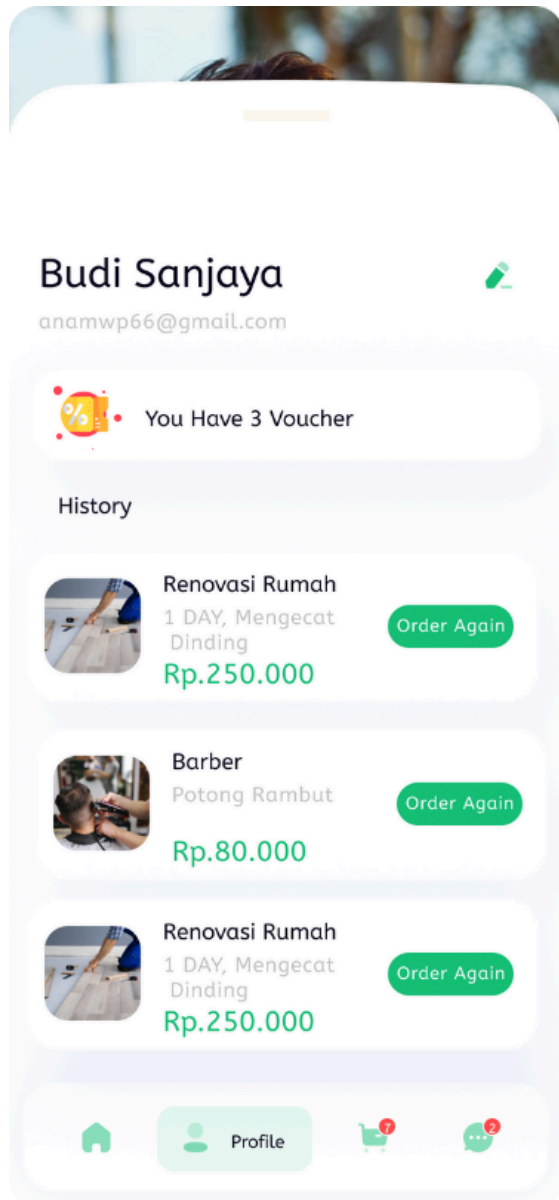 Budi Sanjaya
anamwp66@gmail.com
%
You Have 3 Voucher
History
Renovasi Rumah
1 DAY, Mengecat
Dinding
Rp.250.000
Order Again
Barber
Potong Rambut
Rp.80.000
Order Again
Renovasi Rumah
1 DAY, Mengecat
Dinding
Rp.250.000
Order Again
Profile
7
2